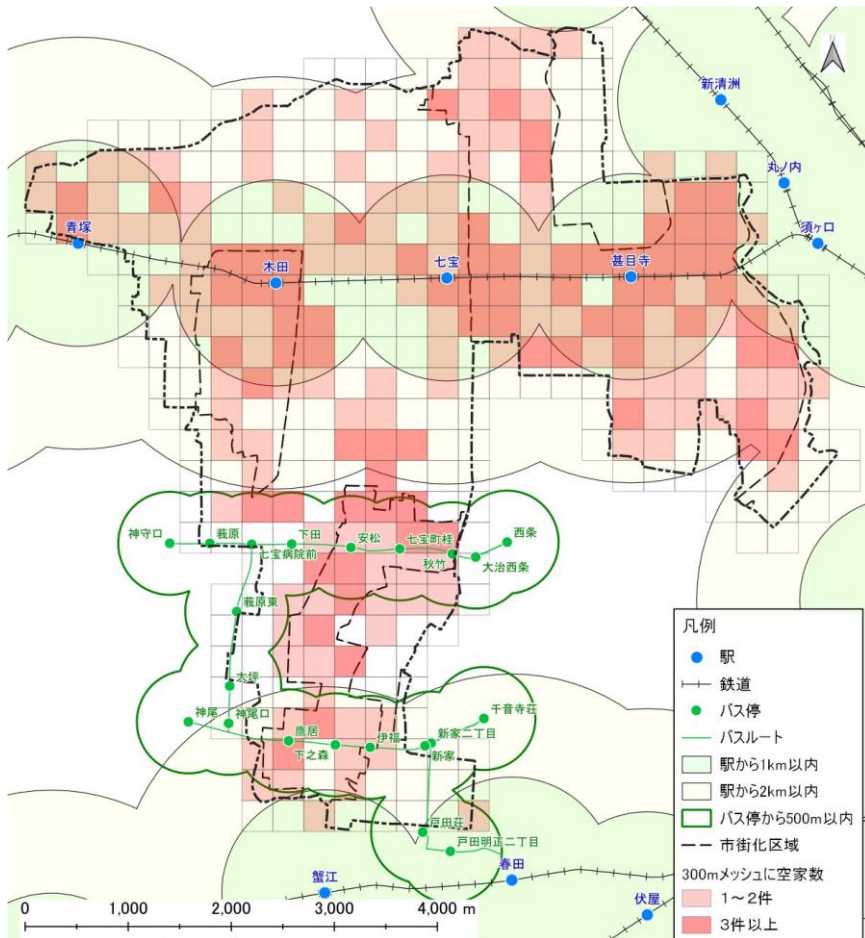 N
新清洲
丸ノ内
須ヶ口
青塚
木田
七宝
甚目寺
神守口
莪原
下田
安松
七宝町桂
西条
七宝病院前
秋竹
大治西条
莪原東
大坪
神尾
神尾口
鷹居
下之森
伊福
新家二丁目
新家
千音寺荘
戸田荘
戸田明正二丁目
蟹江
春田
伏屋
凡例
駅
鉄道
バス停
バスルート
駅から1km以内
駅から2km以内
バス停から500m以内
市街化区域
300mメッシュに空家数
1～2件
3件以上
0 1,000 2,000 3,000 4,000 m